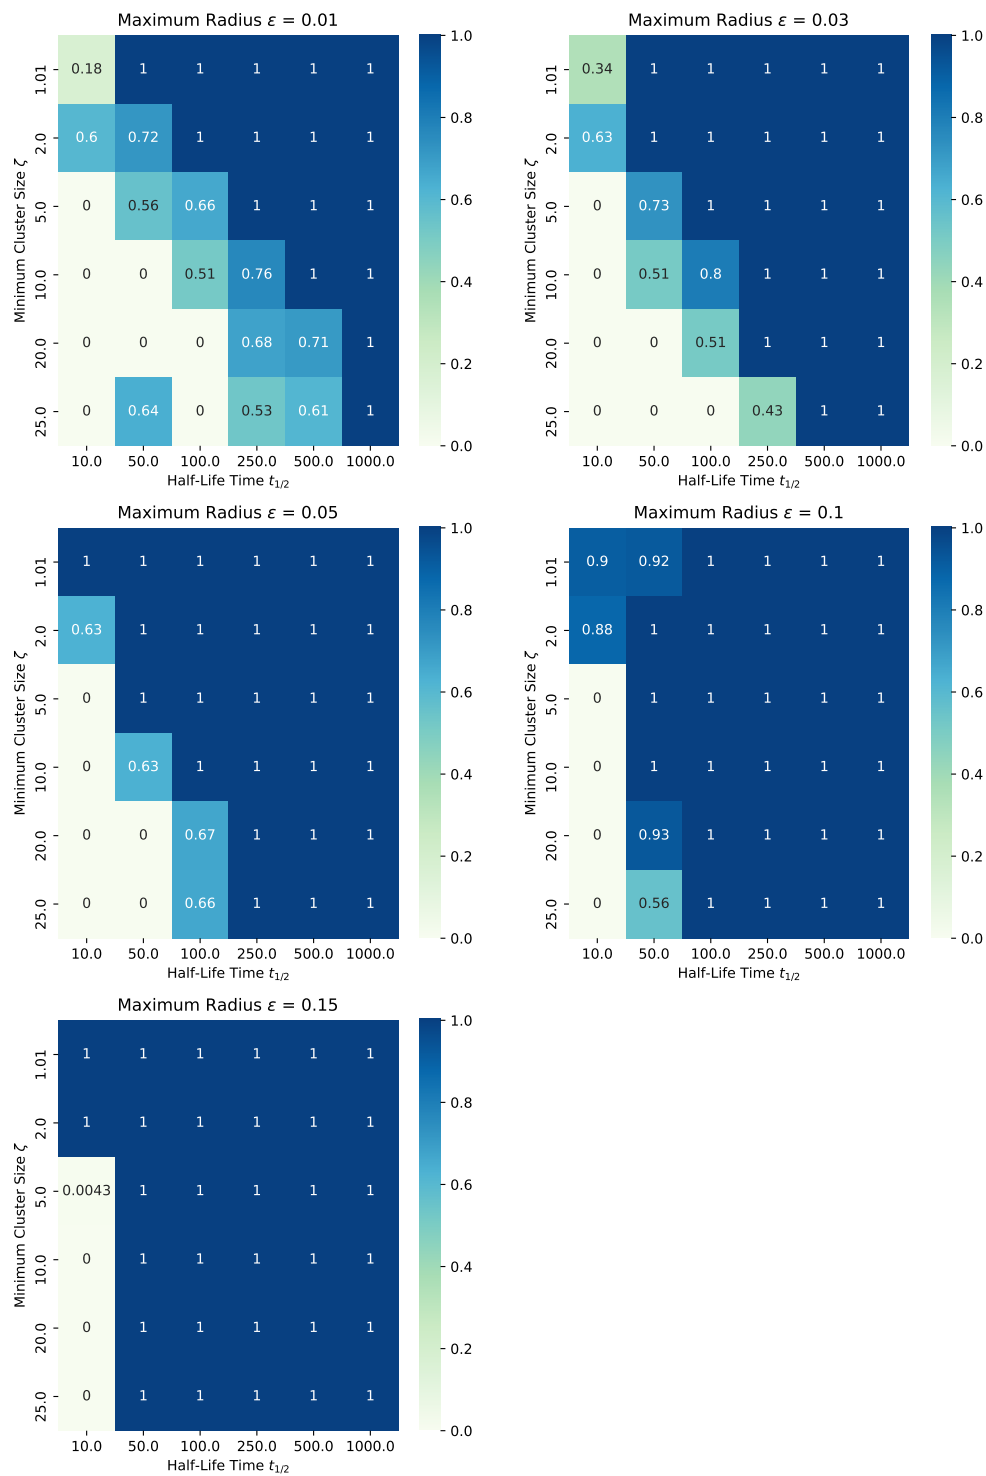 Maximum Radius ε = 0.01
Minimum Cluster Size ζ
1.01 0.18 1 1 1 1 1
2.0 0.6 0.72 1 1 1 1
5.0 0 0.56 0.66 1 1 1
10.0 0 0 0.51 0.76 1 1
20.0 0 0 0 0.68 0.71 1
25.0 0 0.64 0 0.53 0.61 1
10.0 50.0 100.0 250.0 500.0 1000.0
Half-Life Time t1/2
1.0
0.8
0.6
0.4
0.2
0.0
Maximum Radius ε = 0.03
Minimum Cluster Size ζ
1.01 0.34 1 1 1 1 1
2.0 0.63 1 1 1 1 1
5.0 0 0.73 1 1 1 1
10.0 0 0.51 0.8 1 1 1
20.0 0 0 0.51 1 1 1
25.0 0 0 0 0.43 1 1
10.0 50.0 100.0 250.0 500.0 1000.0
Half-Life Time t1/2
1.0
0.8
0.6
0.4
0.2
0.0
Maximum Radius ε = 0.05
Minimum Cluster Size ζ
1.01 1 1 1 1 1 1
2.0 0.63 1 1 1 1 1
5.0 0 1 1 1 1 1
10.0 0 0.63 1 1 1 1
20.0 0 0 0.67 1 1 1
25.0 0 0 0.66 1 1 1
10.0 50.0 100.0 250.0 500.0 1000.0
Half-Life Time t1/2
1.0
0.8
0.6
0.4
0.2
0.0
Maximum Radius ε = 0.1
Minimum Cluster Size ζ
1.01 0.9 0.92 1 1 1 1
2.0 0.88 1 1 1 1 1
5.0 0 1 1 1 1 1
10.0 0 1 1 1 1 1
20.0 0 0.93 1 1 1 1
25.0 0 0.56 1 1 1 1
10.0 50.0 100.0 250.0 500.0 1000.0
Half-Life Time t1/2
1.0
0.8
0.6
0.4
0.2
0.0
Maximum Radius ε = 0.15
Minimum Cluster Size ζ
1.01 1 1 1 1 1 1
2.0 1 1 1 1 1 1
5.0 0.0043 1 1 1 1 1
10.0 0 1 1 1 1 1
20.0 0 1 1 1 1 1
25.0 0 1 1 1 1 1
10.0 50.0 100.0 250.0 500.0 1000.0
Half-Life Time t1/2
1.0
0.8
0.6
0.4
0.2
0.0